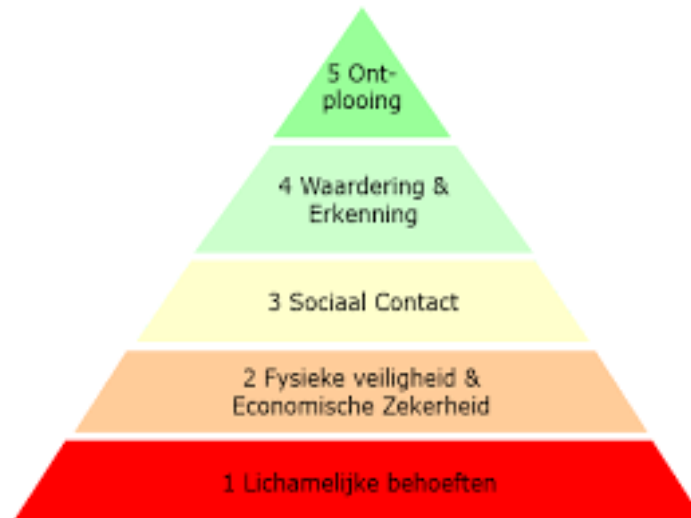 5 Ont-
plooing
4 Waardering &
Erkenning
3 Sociaal Contact
2 Fysieke veiligheid &
Economische Zekerheid
1 Lichamelijke behoeften